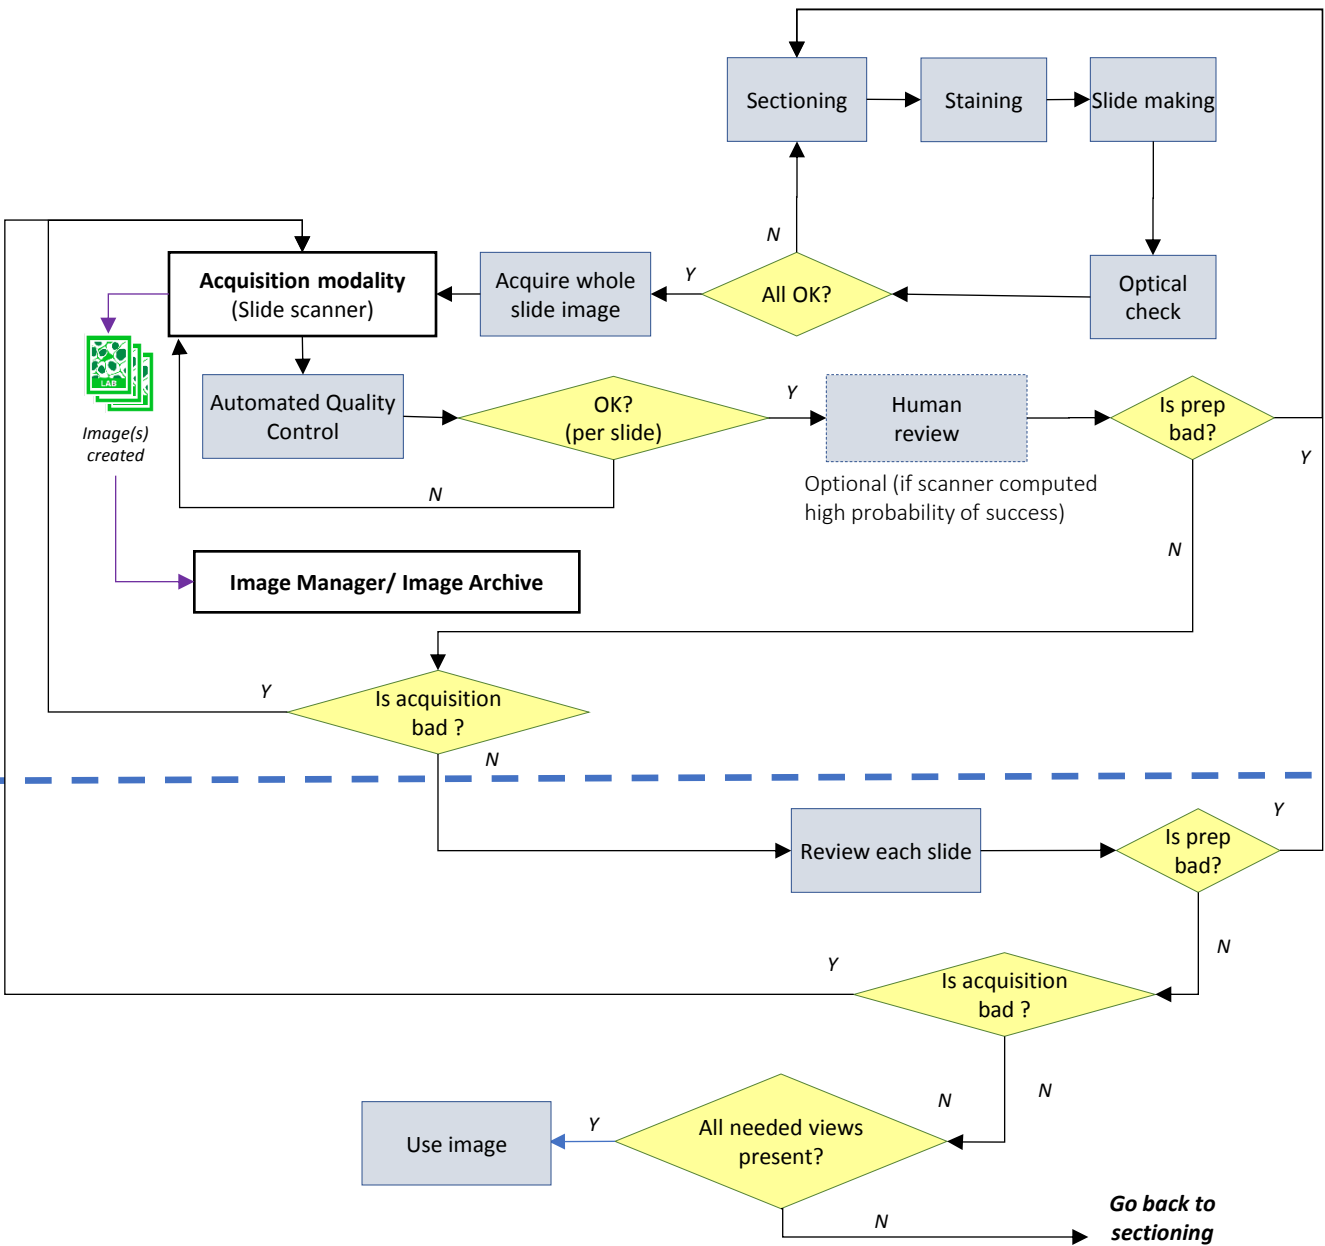 Sectioning
Staining
Slide making
N
Acquisition modality
(Slide scanner)
Acquire whole
slide image
Y
All OK?
Optical
check
LAB
Image(s)
created
Automated Quality
Control
OK?
(per slide)
Y
Human
review
Is prep
bad?
Y
Optional (if scanner computed
high probability of success)
N
N
Image Manager/ Image Archive
Y
Is acquisition
bad ?
N
Y
Review each slide
Is prep
bad?
N
Y
Is acquisition
bad ?
N
N
Use image
Y
All needed views
present?
N
Go back to
sectioning